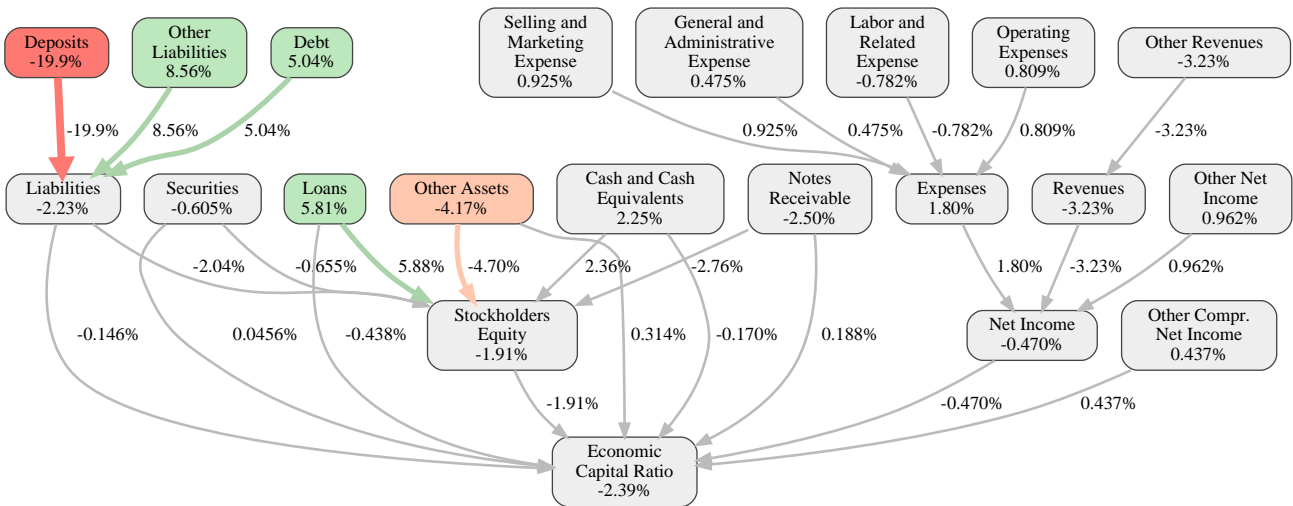 Deposits
-19.9%
Other
Liabilities
8.56%
Debt
5.04%
Selling and
Marketing
Expense
0.925%
General and
Administrative
Expense
0.475%
Labor and
Related
Expense
-0.782%
Operating
Expenses
0.809%
Other Revenues
-3.23%
-19.9%
8.56%
5.04%
0.925%
0.475%
-0.782%
0.809%
-3.23%
Liabilities
-2.23%
Securities
-0.605%
Loans
5.81%
Other Assets
-4.17%
Cash and Cash
Equivalents
2.25%
Notes
Receivable
-2.50%
Expenses
1.80%
Revenues
-3.23%
Other Net
Income
0.962%
-2.04%
-0.655%
5.88%
-4.70%
2.36%
-2.76%
1.80%
-3.23%
0.962%
Stockholders
Equity
-1.91%
Net Income
-0.470%
Other Compr.
Net Income
0.437%
-0.146%
0.0456%
-0.438%
0.314%
-0.170%
0.188%
-1.91%
-0.470%
0.437%
Economic
Capital Ratio
-2.39%